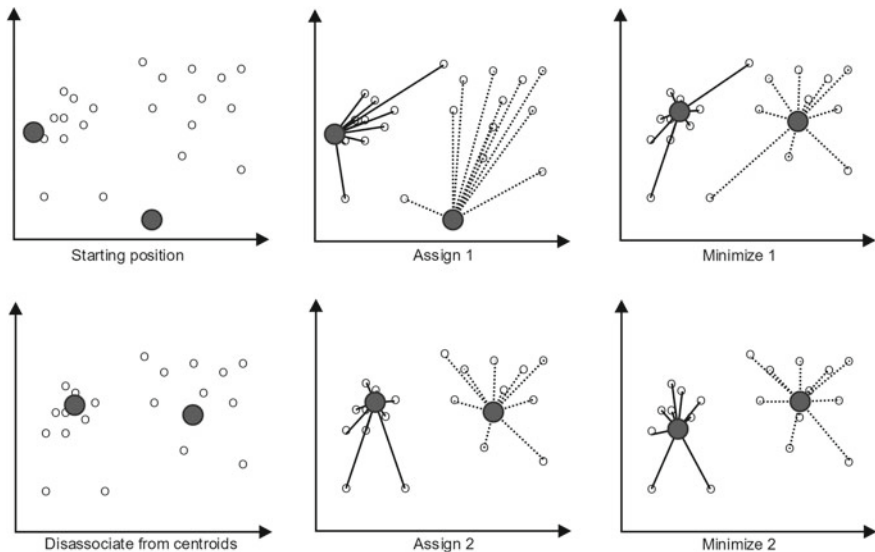 Starting position
Assign 1
Minimize 1
Disassociate from centroids
Assign 2
Minimize 2